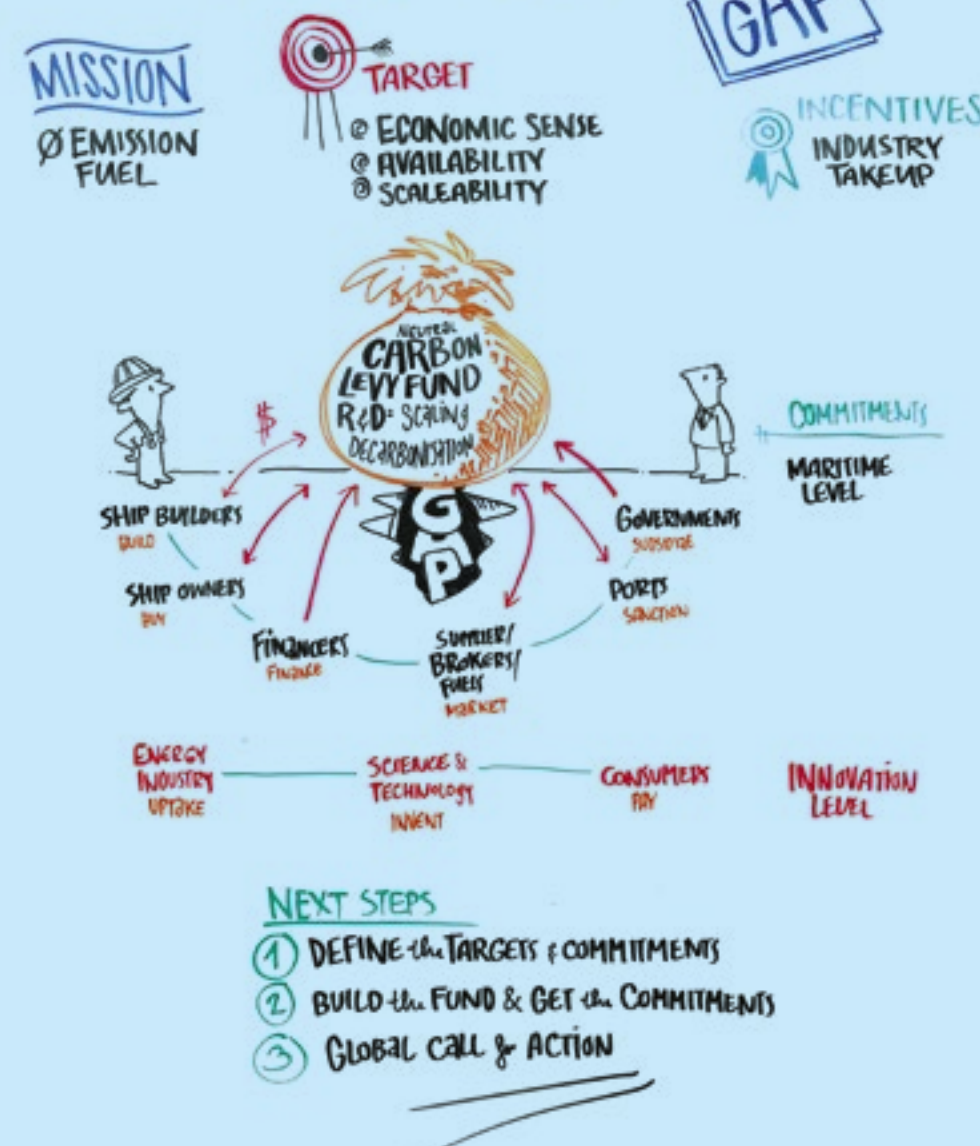 MISSION
Ø EMISSION
FUEL
TARGET
@ ECONOMIC SENSE
@ AVAILABILITY
@ SCALEABILITY
GAP
INCENTIVES
INDUSTRY
TAKEUP
NEUTRAL
CARBON
LEVY FUND
R&D: SCALING
DECARBONISATION
$
GAP
COMMITMENTS
MARITIME
LEVEL
SHIP BUILDERS
BUILD
SHIP OWNERS
BUY
FINANCERS
FINANCE
SUPPLIER/
BROKERS/
FUELS
MARKET
PORTS
SANCTION
GOVERNMENTS
SUBSIDIZE
ENERGY
INDUSTRY
UPTAKE
SCIENCE &
TECHNOLOGY
INVENT
CONSUMERS
PAY
INNOVATION
LEVEL
NEXT STEPS
1 DEFINE the TARGETS & COMMITMENTS
2 BUILD the FUND & GET the COMMITMENTS
3 GLOBAL CALL for ACTION